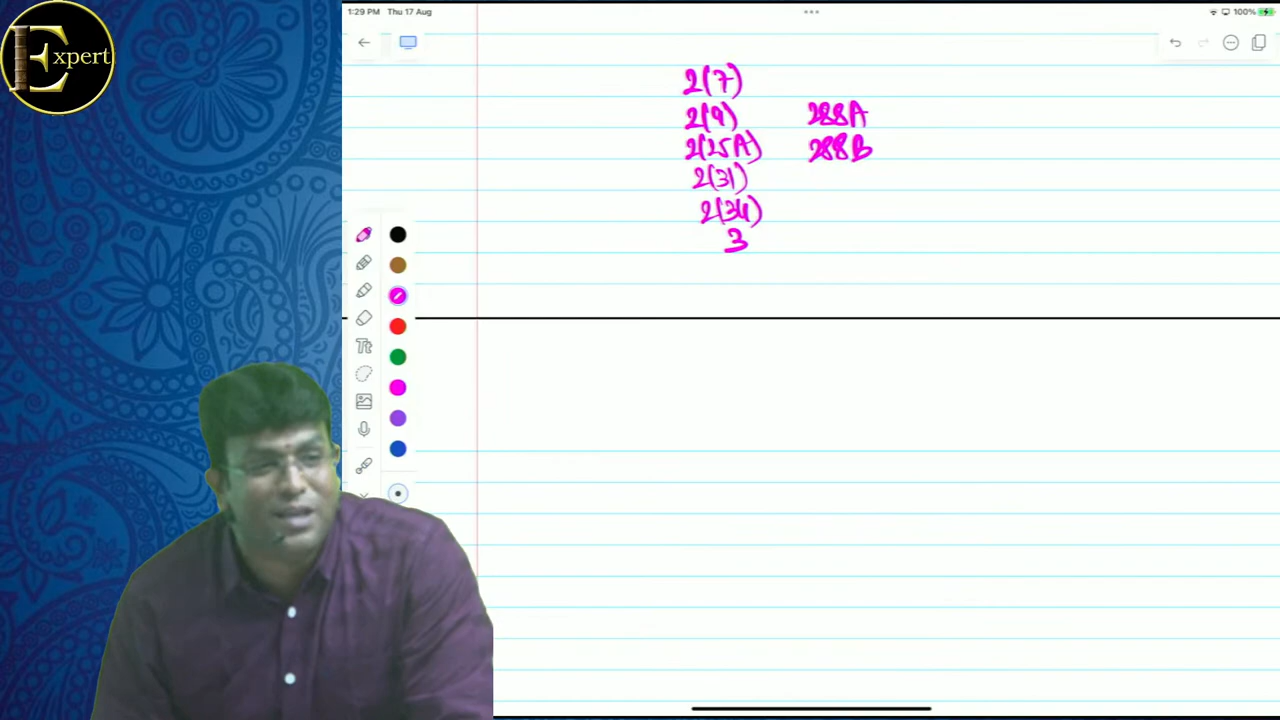 Expert
1:29 PM Thu 17 Aug
100%
2(7)
2(9) 288A
2(25A) 288B
2(31)
2(34)
3
Tt